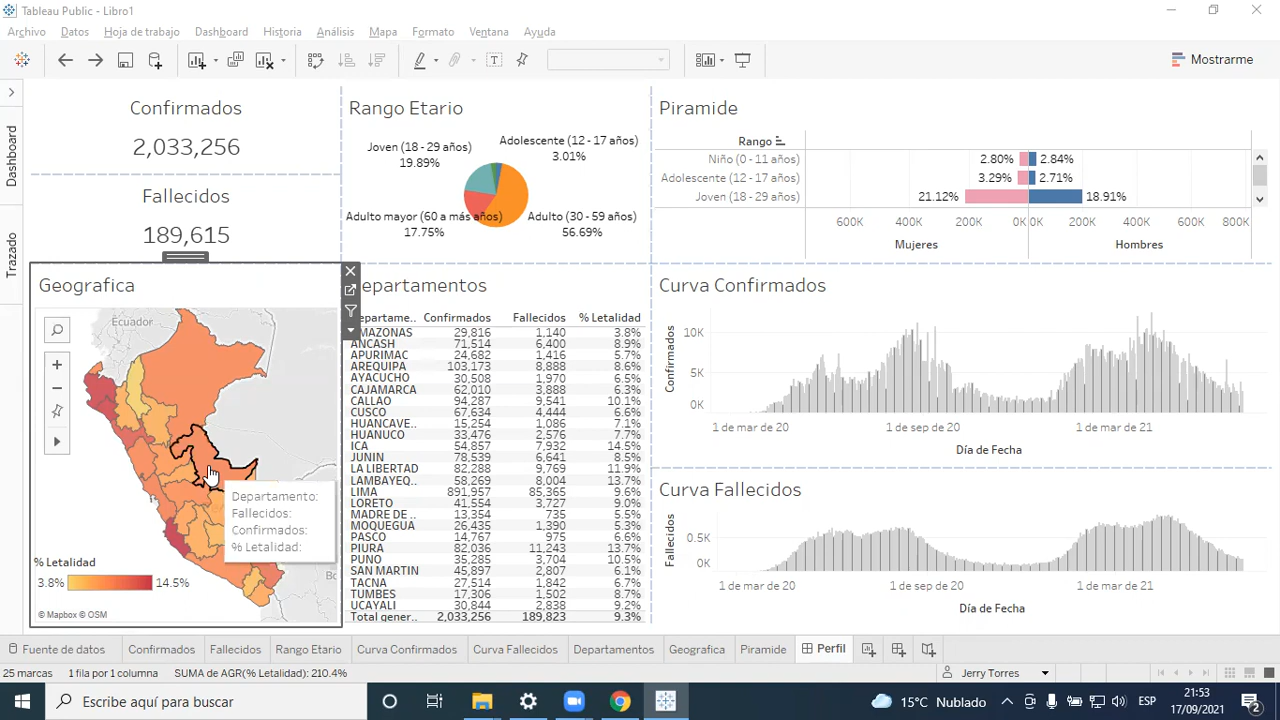 Tableau Public - Libro1
Archivo Datos Hoja de trabajo Dashboard Historia Análisis Mapa Formato Ventana Ayuda
Mostrarme
Dashboard
Trazado
Confirmados
2,033,256
Fallecidos
189,615
Rango Etario
Joven (18 - 29 años)
19.89%
Adolescente (12 - 17 años)
3.01%
Adulto mayor (60 a más años)
17.75%
Adulto (30 - 59 años)
56.69%
Piramide
Rango
Niño (0 - 11 años) 2.80% 2.84%
Adolescente (12 - 17 años) 3.29% 2.71%
Joven (18 - 29 años) 21.12% 18.91%
600K 400K 200K 0K 0K 200K 400K 600K 800K
Mujeres Hombres
Geografica
Ecuador
Departamento:
Fallecidos:
Confirmados:
% Letalidad:
% Letalidad
3.8% 14.5%
© Mapbox © OSM
Bo
epartamentos
epartame.. Confirmados Fallecidos % Letalidad
AMAZONAS 29,816 1,140 3.8%
ANCASH 71,514 6,400 8.9%
APURIMAC 24,682 1,416 5.7%
AREQUIPA 103,173 8,888 8.6%
AYACUCHO 30,508 1,970 6.5%
CAJAMARCA 62,010 3,888 6.3%
CALLAO 94,287 9,541 10.1%
CUSCO 67,634 4,444 6.6%
HUANCAVE.. 15,254 1,086 7.1%
HUANUCO 33,476 2,576 7.7%
ICA 54,857 7,932 14.5%
JUNIN 78,539 6,641 8.5%
LA LIBERTAD 82,288 9,769 11.9%
LAMBAYEQ.. 58,269 8,004 13.7%
LIMA 891,957 85,365 9.6%
LORETO 41,554 3,727 9.0%
MADRE DE .. 13,354 735 5.5%
MOQUEGUA 26,435 1,390 5.3%
PASCO 14,767 975 6.6%
PIURA 82,036 11,243 13.7%
PUNO 35,285 3,704 10.5%
SAN MARTIN 45,897 2,807 6.1%
TACNA 27,514 1,842 6.7%
TUMBES 17,306 1,502 8.7%
UCAYALI 30,844 2,838 9.2%
Total gener.. 2,033,256 189,823 9.3%
Curva Confirmados
Confirmados
10K
5K
0K
1 de mar de 20 1 de sep de 20 1 de mar de 21
Día de Fecha
Curva Fallecidos
Fallecidos
0.5K
0K
1 de mar de 20 1 de sep de 20 1 de mar de 21
Día de Fecha
Fuente de datos Confirmados Fallecidos Rango Etario Curva Confirmados Curva Fallecidos Departamentos Geografica Piramide Perfil
25 marcas 1 fila por 1 columna SUMA DE AGR(% Letalidad): 210.4% Jerry Torres
Escribe aquí para buscar
15°C Nublado
ESP
21:53
17/09/2021
2